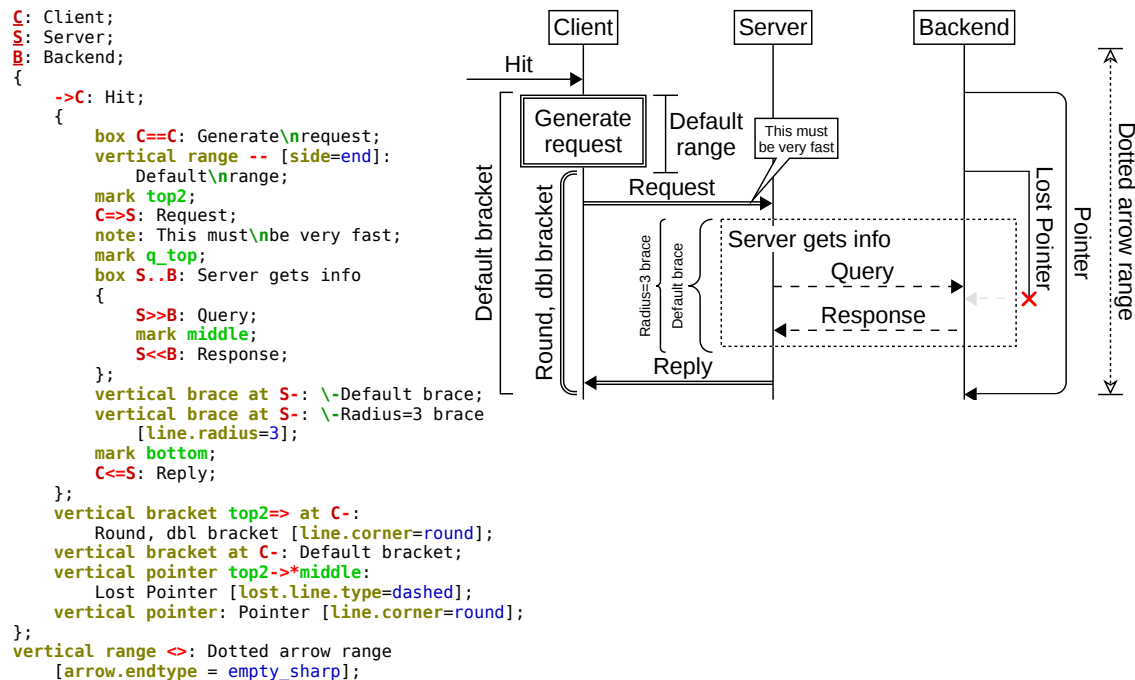 C: Client;
S: Server;
B: Backend;
{
->C: Hit;
{
box C==C: Generate\nrequest;
vertical range -- [side=end]:
Default\nrange;
mark top2;
C=>S: Request;
note: This must\nbe very fast;
mark q_top;
box S..B: Server gets info
{
S>>B: Query;
mark middle;
S<<B: Response;
};
vertical brace at S-: \-Default brace;
vertical brace at S-: \-Radius=3 brace
[line.radius=3];
mark bottom;
C<=S: Reply;
};
vertical bracket top2=> at C-:
Round, dbl bracket [line.corner=round];
vertical bracket at C-: Default bracket;
vertical pointer top2->*middle:
Lost Pointer [lost.line.type=dashed];
vertical pointer: Pointer [line.corner=round];
};
vertical range <>: Dotted arrow range
[arrow.endtype = empty_sharp];
Client
Server
Backend
Hit
Generate
request
Default
range
This must
be very fast
Request
Default bracket
Round, dbl bracket
Radius=3 brace
Default brace
Server gets info
Query
Response
Reply
Lost Pointer
Pointer
Dotted arrow range